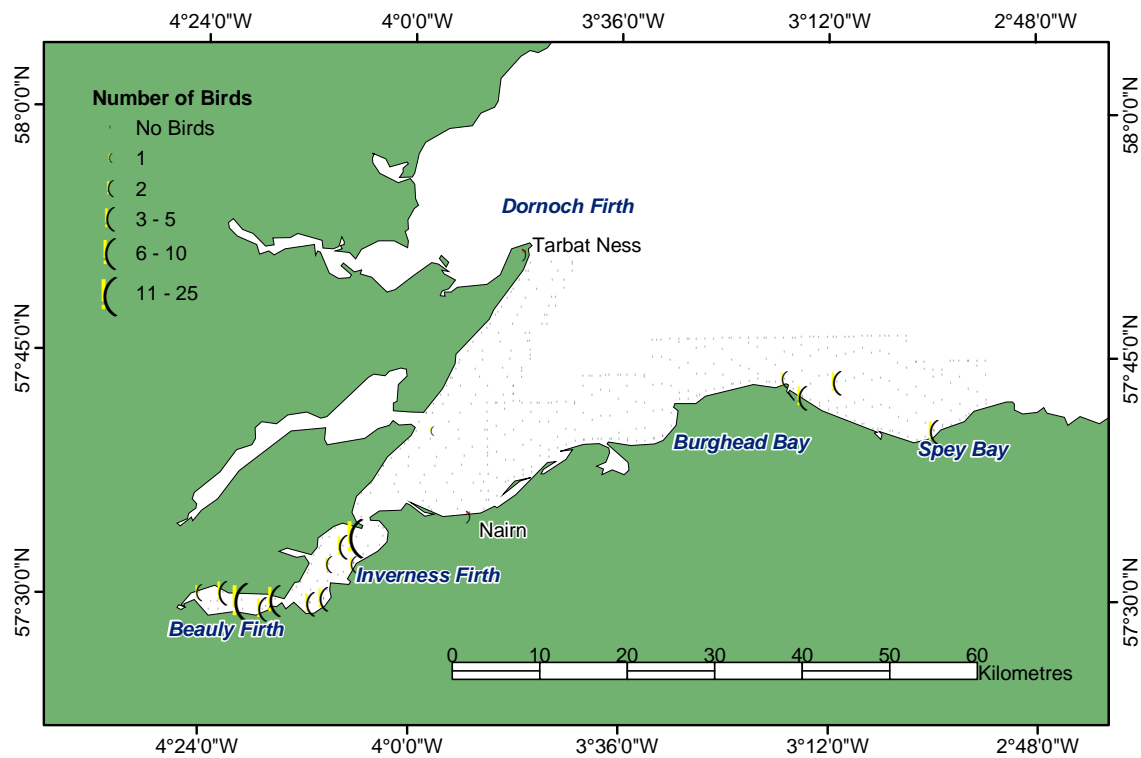 4°24'0"W 4°0'0"W 3°36'0"W 3°12'0"W 2°48'0"W
58°0'0"N
58°0'0"N
Number of Birds
No Birds
1
2
3 - 5
6 - 10
11 - 25
Dornoch Firth
Tarbat Ness
57°45'0"N
57°45'0"N
Burghead Bay
Spey Bay
Nairn
Inverness Firth
57°30'0"N
57°30'0"N
Beauly Firth
0 10 20 30 40 50 60
Kilometres
4°24'0"W 4°0'0"W 3°36'0"W 3°12'0"W 2°48'0"W